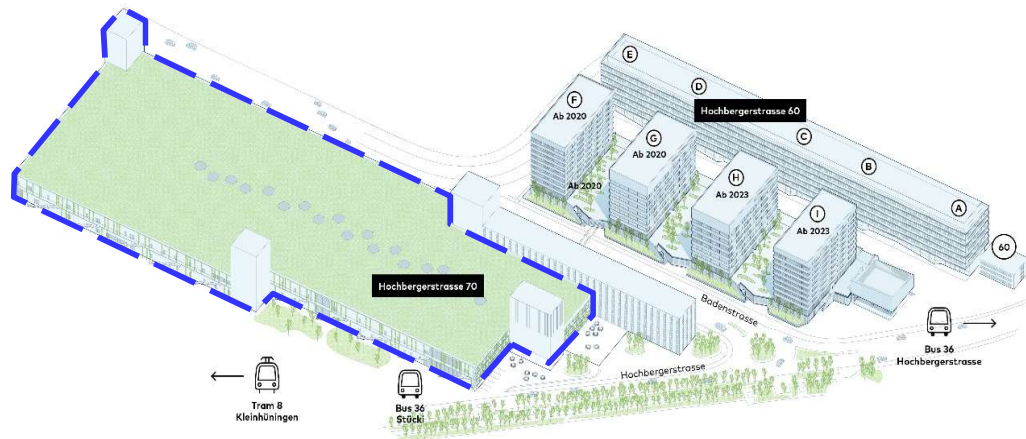 E
D
Hochbergerstrasse 60
C
B
A
60
F
Ab 2020
G
Ab 2020
Ab 2020
H
Ab 2023
I
Ab 2023
Hochbergerstrasse 70
Badenstrasse
Hochbergerstrasse
Bus 36
Hochbergerstrasse
Tram 8
Kleinhüningen
Bus 36
Stücki